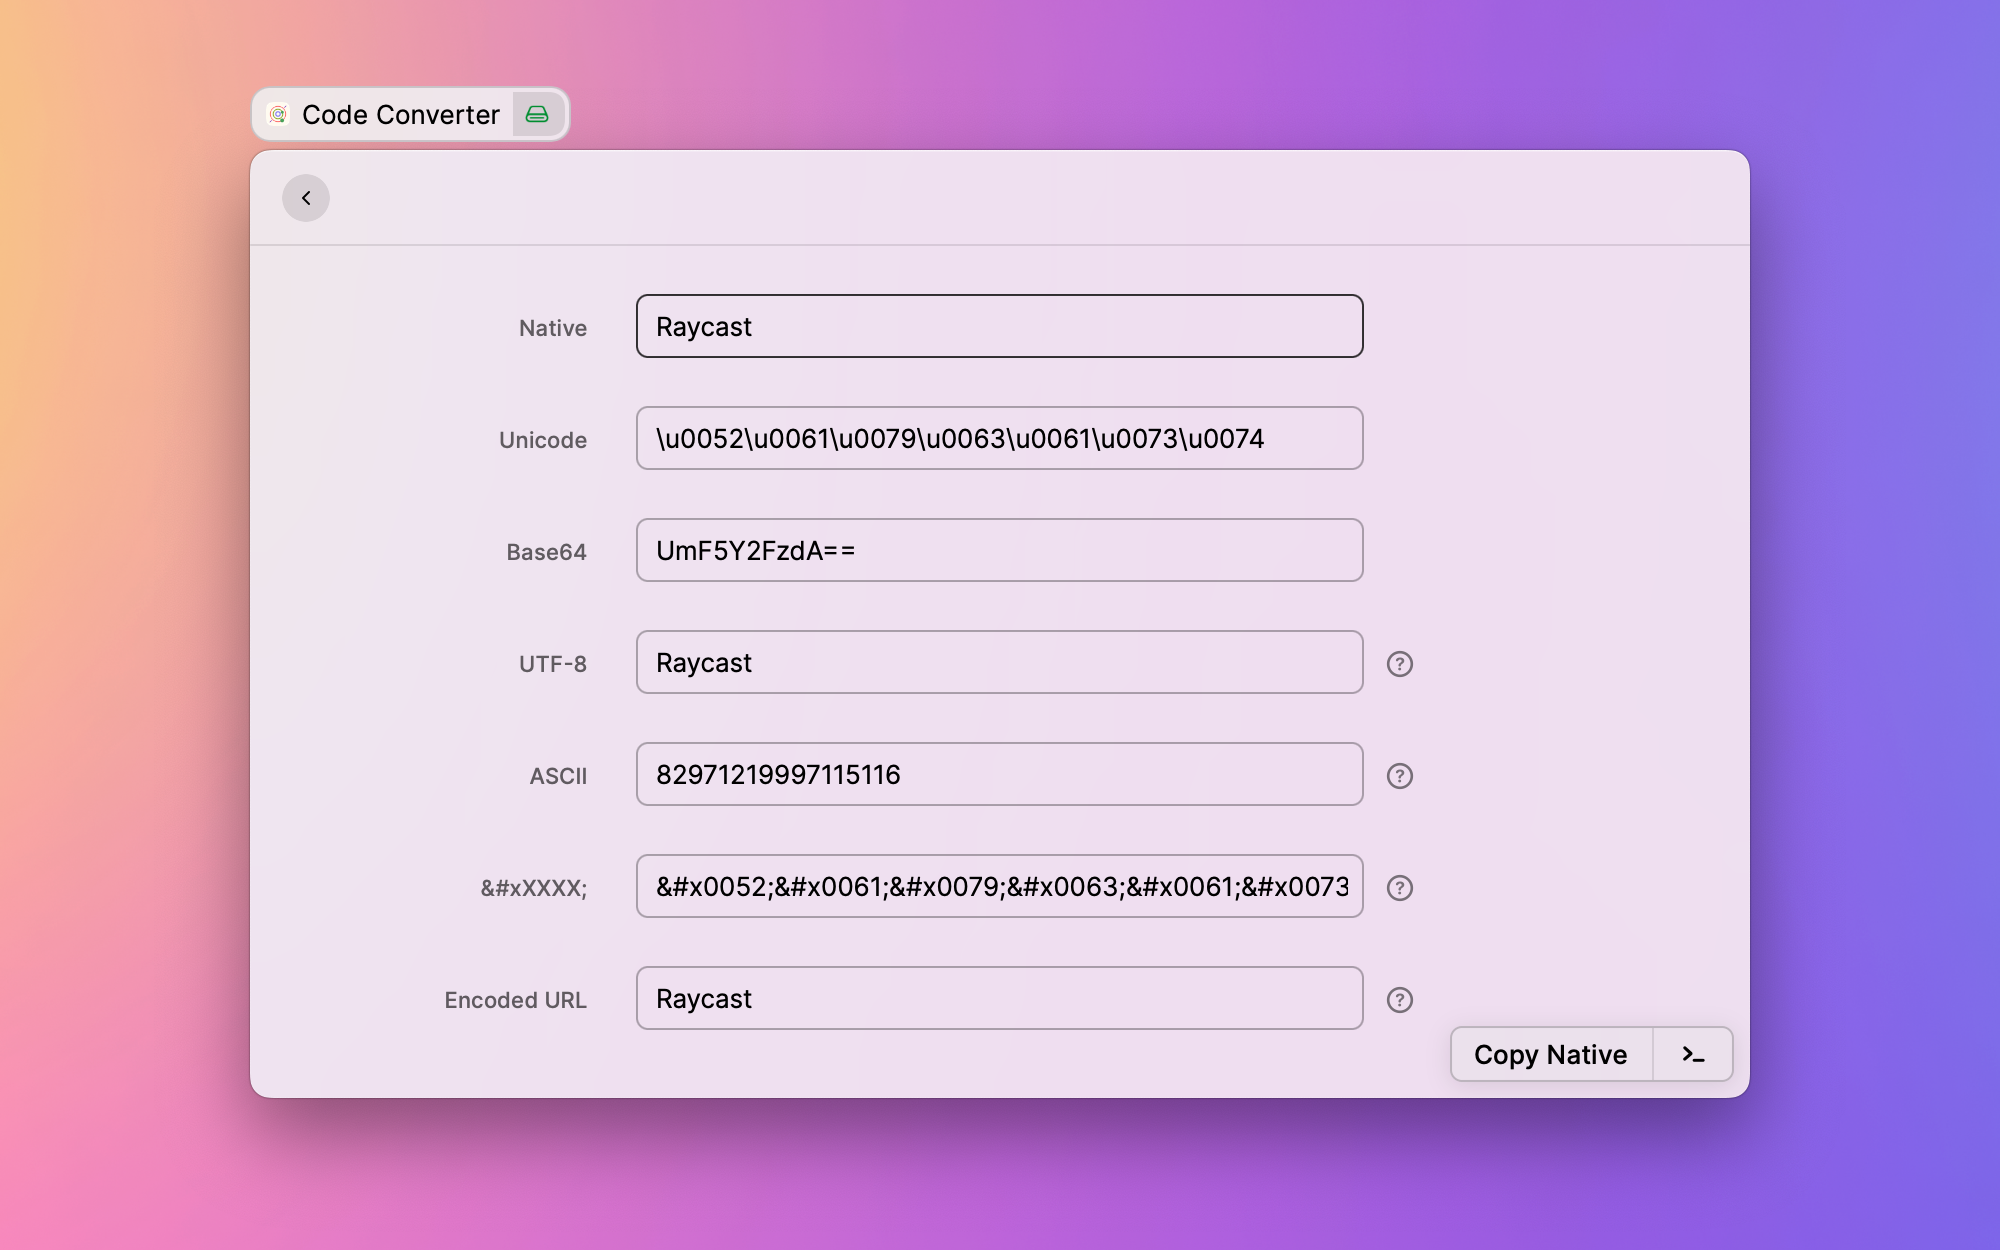 Code Converter
Native
Raycast
Unicode
\u0052\u0061\u0079\u0063\u0061\u0073\u0074
Base64
UmF5Y2FzdA==
UTF-8
Raycast
ASCII
82971219997115116
&#xXXXX;
&#x0052;&#x0061;&#x0079;&#x0063;&#x0061;&#x0073
Encoded URL
Raycast
Copy Native